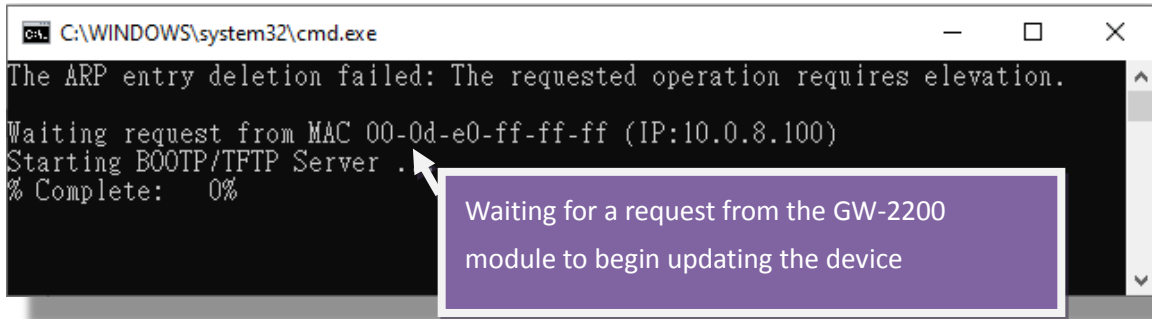 C:\WINDOWS\system32\cmd.exe
The ARP entry deletion failed: The requested operation requires elevation.
Waiting request from MAC 00-0d-e0-ff-ff-ff (IP:10.0.8.100)
Starting BOOTP/TFTP Server .
% Complete:   0%
Waiting for a request from the GW-2200
module to begin updating the device